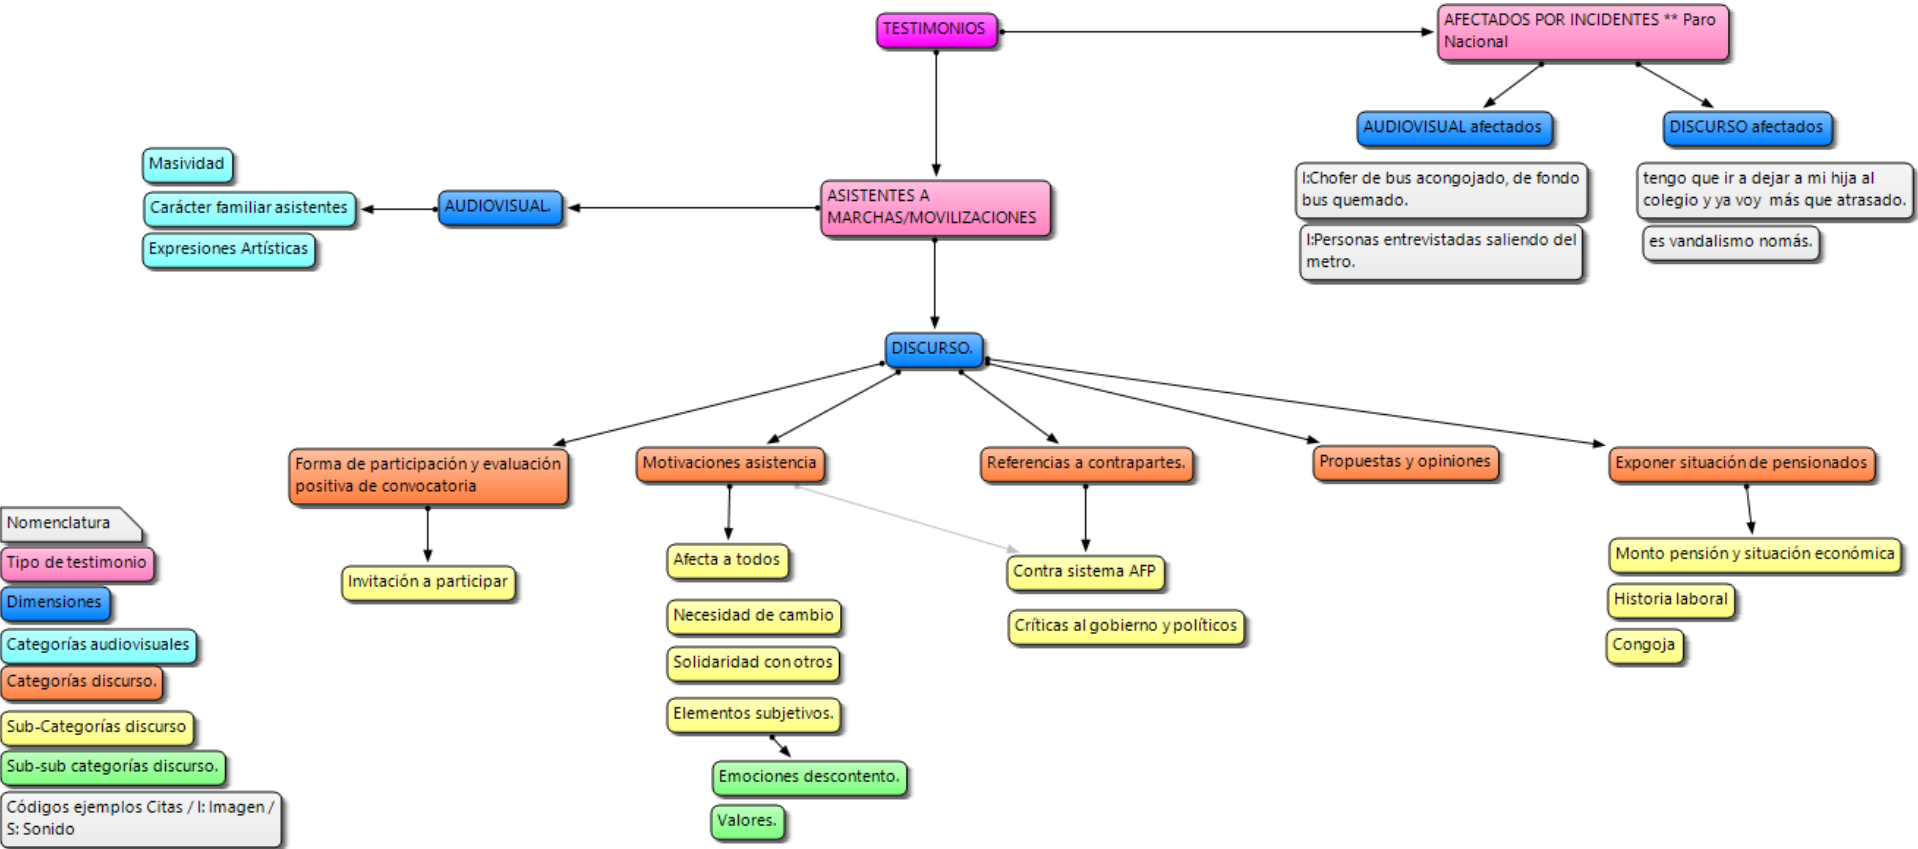 TESTIMONIOS
AFECTADOS POR INCIDENTES ** Paro
Nacional
AUDIOVISUAL afectados
DISCURSO afectados
I:Chofer de bus acongojado, de fondo
bus quemado.
I:Personas entrevistadas saliendo del
metro.
tengo que ir a dejar a mi hija al
colegio y ya voy más que atrasado.
es vandalismo nomás.
ASISTENTES A
MARCHAS/MOVILIZACIONES
AUDIOVISUAL.
Masividad
Carácter familiar asistentes
Expresiones Artísticas
DISCURSO.
Forma de participación y evaluación
positiva de convocatoria
Invitación a participar
Motivaciones asistencia
Afecta a todos
Necesidad de cambio
Solidaridad con otros
Elementos subjetivos.
Emociones descontento.
Valores.
Referencias a contrapartes.
Contra sistema AFP
Críticas al gobierno y políticos
Propuestas y opiniones
Exponer situación de pensionados
Monto pensión y situación económica
Historia laboral
Congoja
Nomenclatura
Tipo de testimonio
Dimensiones
Categorías audiovisuales
Categorías discurso.
Sub-Categorías discurso
Sub-sub categorías discurso.
Códigos ejemplos Citas / I: Imagen /
S: Sonido